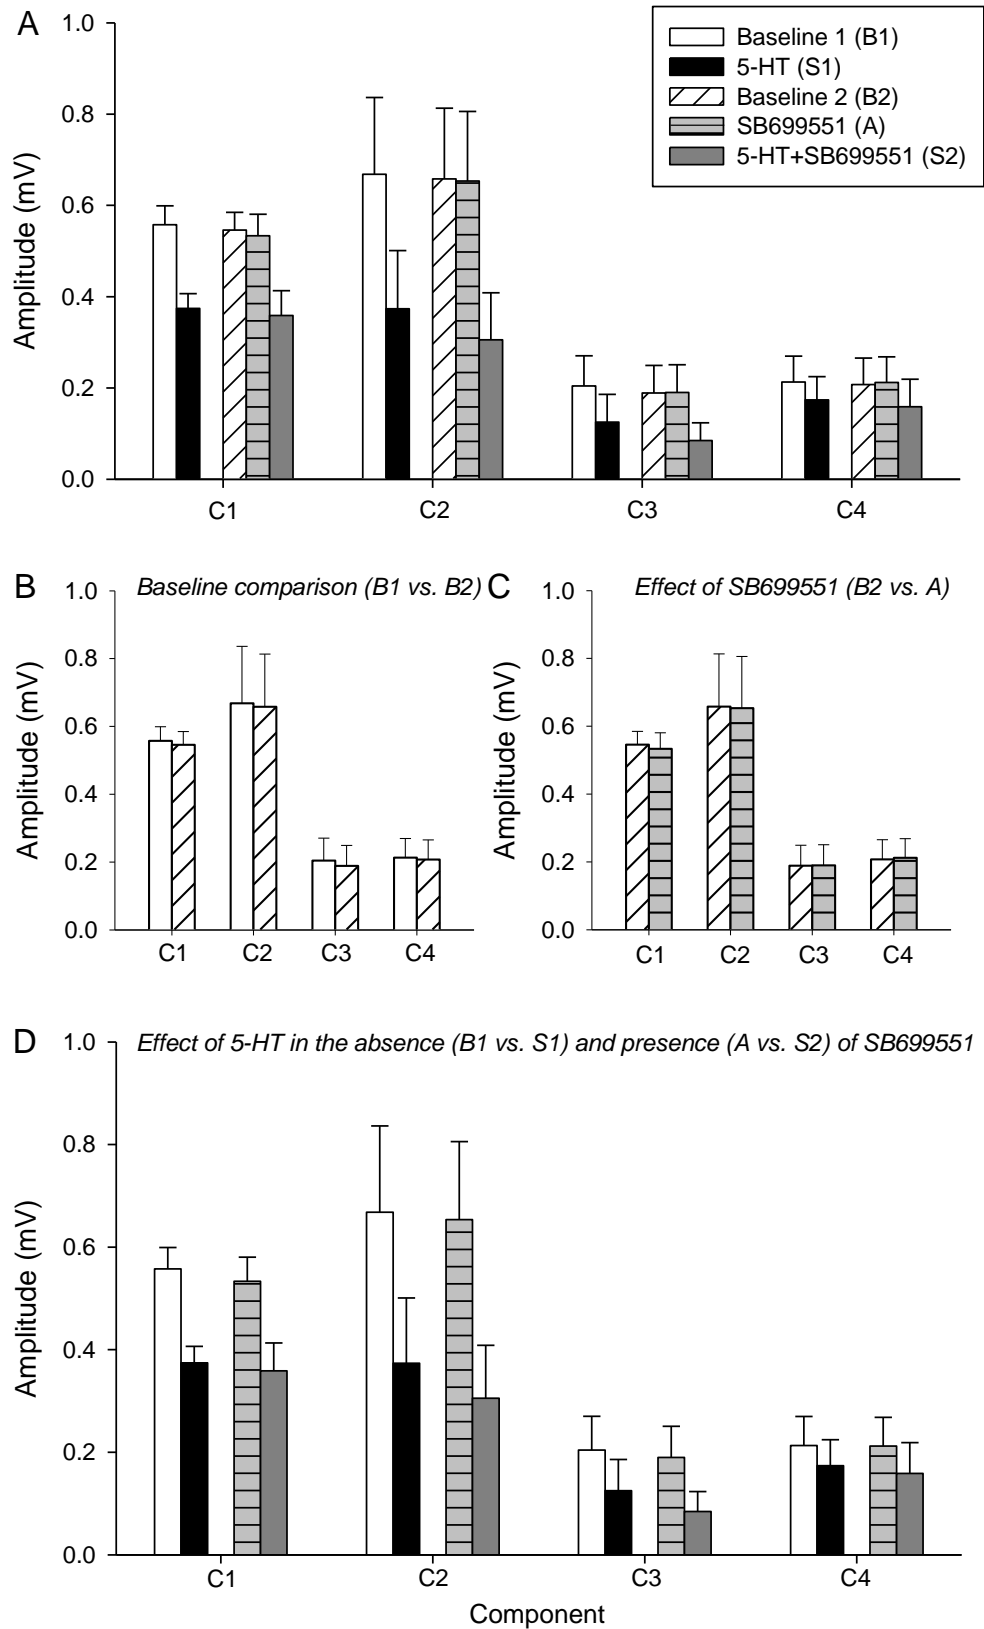 A
1.0
0.8
0.6
0.4
0.2
0.0
Amplitude (mV)
C1 C2 C3 C4
Baseline 1 (B1)
5-HT (S1)
Baseline 2 (B2)
SB699551 (A)
5-HT+SB699551 (S2)
B
Baseline comparison (B1 vs. B2)
1.0
0.8
0.6
0.4
0.2
0.0
Amplitude (mV)
C1 C2 C3 C4
C
Effect of SB699551 (B2 vs. A)
1.0
0.8
0.6
0.4
0.2
0.0
Amplitude (mV)
C1 C2 C3 C4
D
Effect of 5-HT in the absence (B1 vs. S1) and presence (A vs. S2) of SB699551
1.0
0.8
0.6
0.4
0.2
0.0
Amplitude (mV)
C1 C2 C3 C4
Component